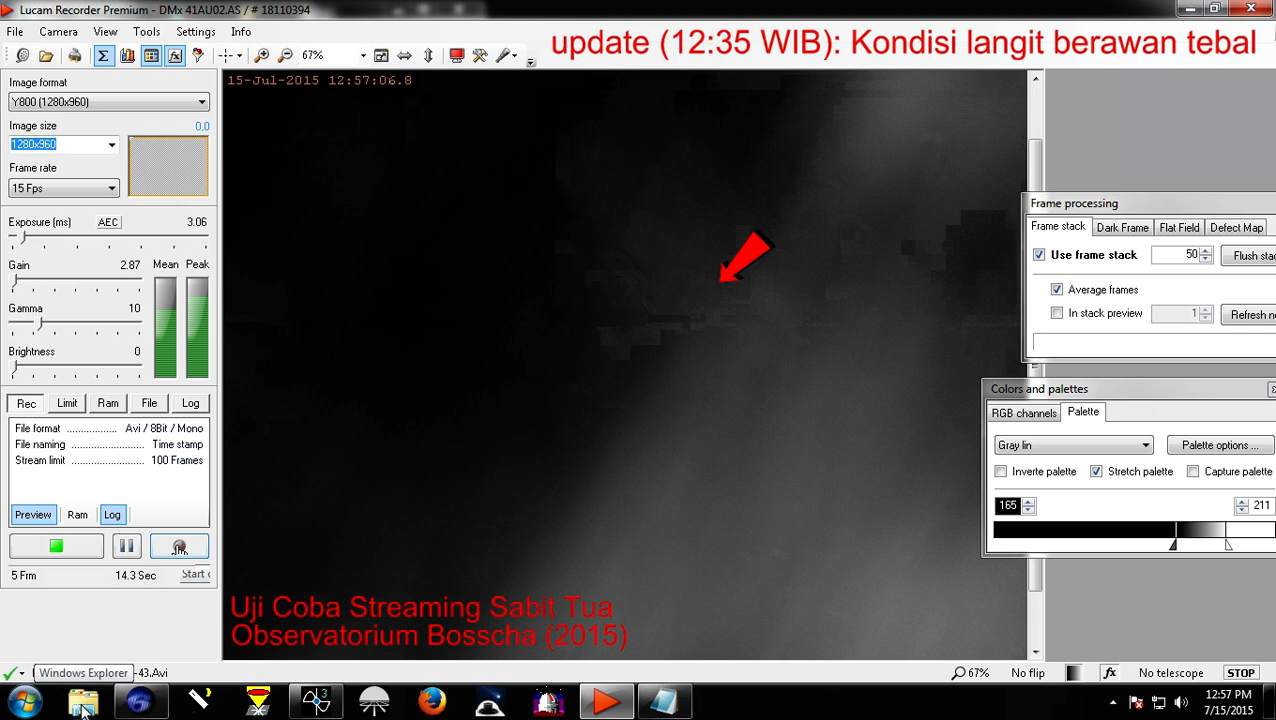 Lucam Recorder Premium - DMx 41AU02.AS / # 18110394
File Camera View Tools Settings Info
67%
update (12:35 WIB): Kondisi langit berawan tebal
Image format
Y800 (1280x960)
Image size 0,0
1280x960
Frame rate
15 Fps
Exposure (ms) AEC 3.06
Gain 2.87 Mean Peak
Gamma 10
Brightness 0
Rec Limit Ram File Log
File format Avi / 8Bit / Mono
File naming Time stamp
Stream limit 100 Frames
Preview Ram Log
5 Frm 14.3 Sec Start
15-Jul-2015 12:57:06.8
Frame processing
Frame stack Dark Frame Flat Field Defect Map
Use frame stack 50 Flush stac
Average frames
In stack preview 1 Refresh no
Colors and palettes
RGB channels Palette
Gray lin Palette options ...
Inverte palette Stretch palette Capture palette
165 211
Uji Coba Streaming Sabit Tua
Observatorium Bosscha (2015)
Windows Explorer -43.Avi 67% No flip fx No telescope STOP
3
12:57 PM
7/15/2015